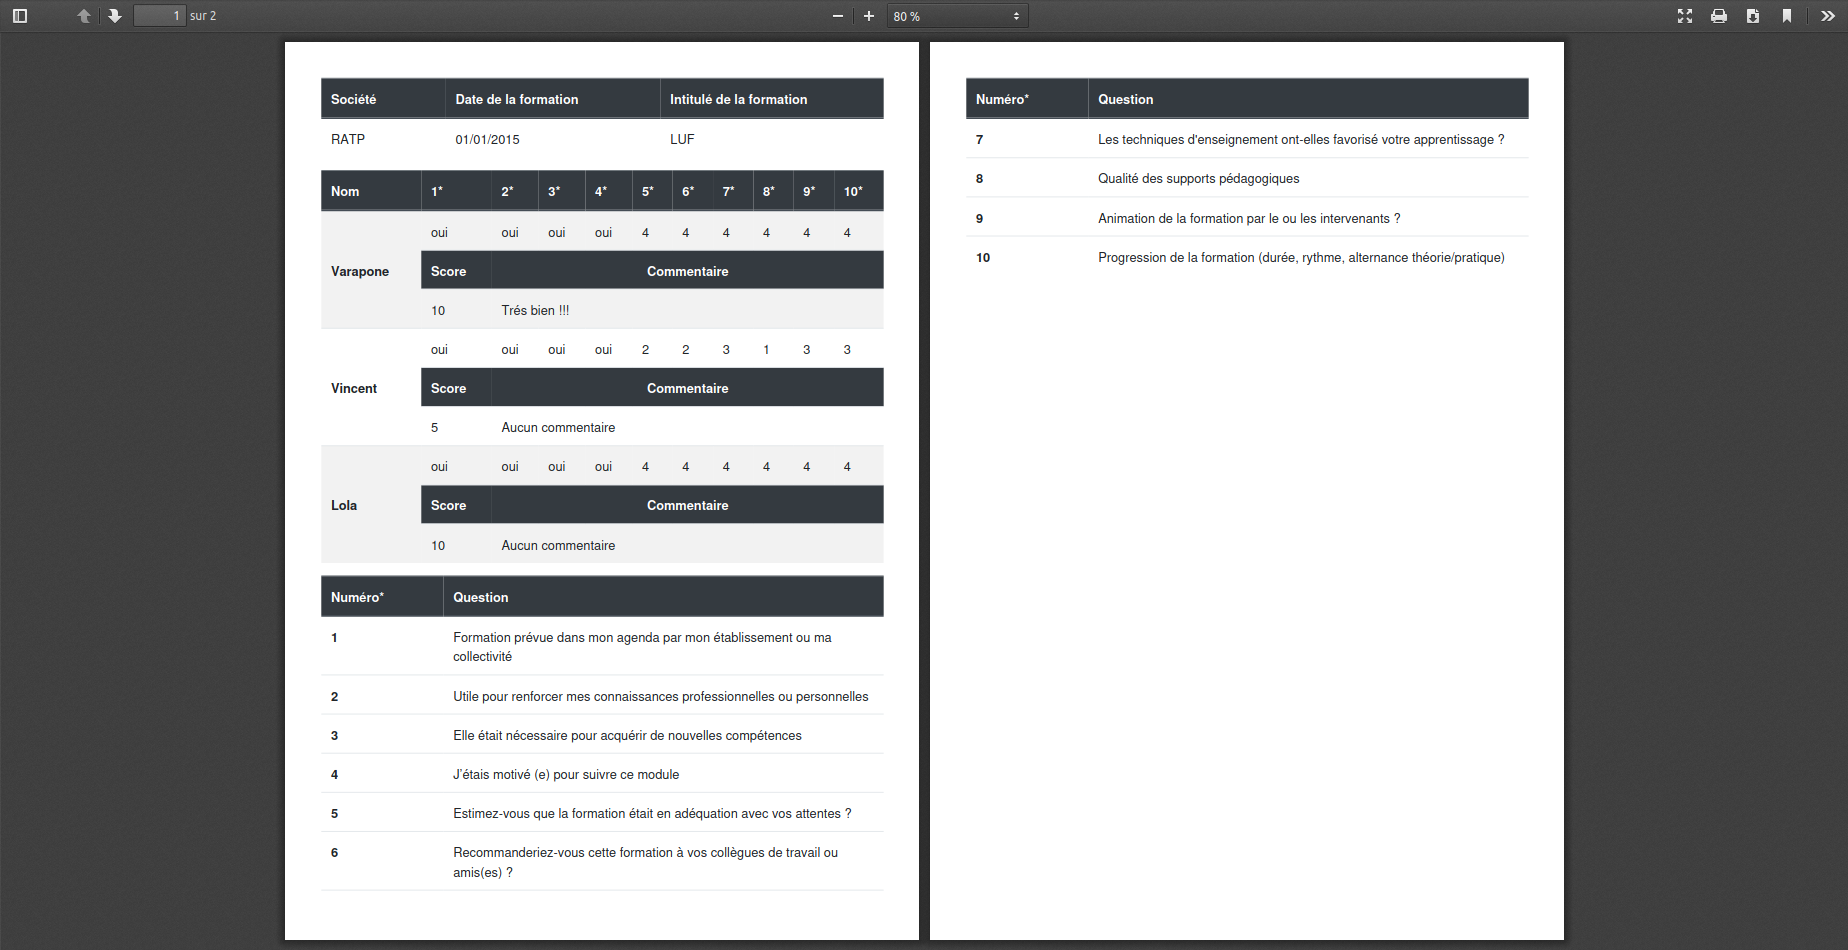 1 sur 2 80 %
Société Date de la formation Intitulé de la formation
RATP 01/01/2015 LUF
Nom 1* 2* 3* 4* 5* 6* 7* 8* 9* 10*
oui oui oui oui 4 4 4 4 4 4
Varapone Score Commentaire
10 Trés bien !!!
oui oui oui oui 2 2 3 1 3 3
Vincent Score Commentaire
5 Aucun commentaire
oui oui oui oui 4 4 4 4 4 4
Lola Score Commentaire
10 Aucun commentaire
Numéro* Question
1 Formation prévue dans mon agenda par mon établissement ou ma
collectivité
2 Utile pour renforcer mes connaissances professionnelles ou personnelles
3 Elle était nécessaire pour acquérir de nouvelles compétences
4 J'étais motivé (e) pour suivre ce module
5 Estimez-vous que la formation était en adéquation avec vos attentes ?
6 Recommanderiez-vous cette formation à vos collègues de travail ou
amis(es) ?
Numéro* Question
7 Les techniques d'enseignement ont-elles favorisé votre apprentissage ?
8 Qualité des supports pédagogiques
9 Animation de la formation par le ou les intervenants ?
10 Progression de la formation (durée, rythme, alternance théorie/pratique)